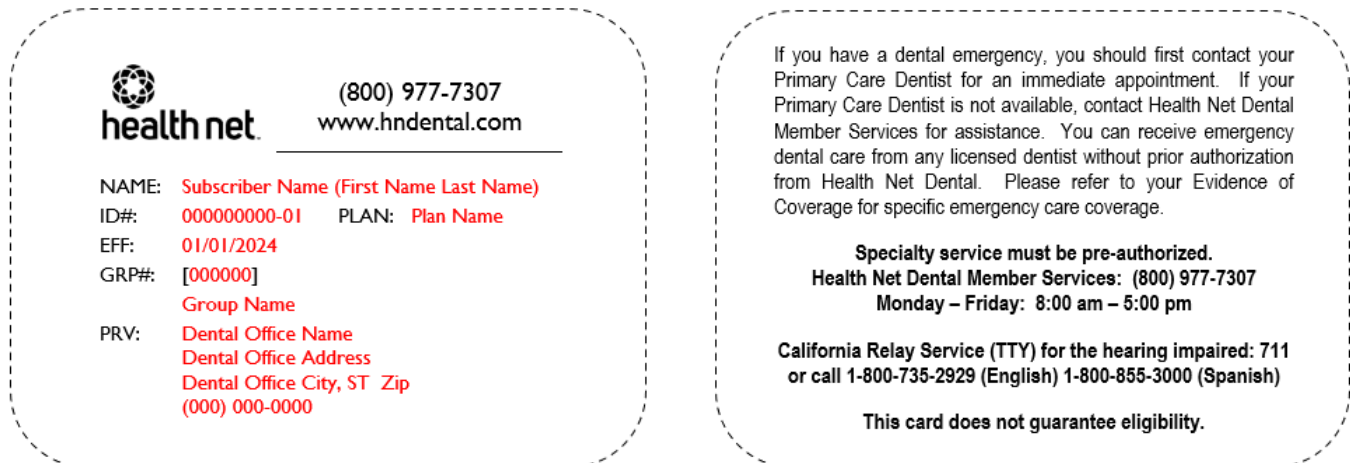 health net.
(800) 977-7307
www.hndental.com
NAME: Subscriber Name (First Name Last Name)
ID#: 000000000-01 PLAN: Plan Name
EFF: 01/01/2024
GRP#: [000000]
Group Name
PRV: Dental Office Name
Dental Office Address
Dental Office City, ST Zip
(000) 000-0000
If you have a dental emergency, you should first contact your
Primary Care Dentist for an immediate appointment. If your
Primary Care Dentist is not available, contact Health Net Dental
Member Services for assistance. You can receive emergency
dental care from any licensed dentist without prior authorization
from Health Net Dental. Please refer to your Evidence of
Coverage for specific emergency care coverage.
Specialty service must be pre-authorized.
Health Net Dental Member Services: (800) 977-7307
Monday – Friday: 8:00 am – 5:00 pm
California Relay Service (TTY) for the hearing impaired: 711
or call 1-800-735-2929 (English) 1-800-855-3000 (Spanish)
This card does not guarantee eligibility.